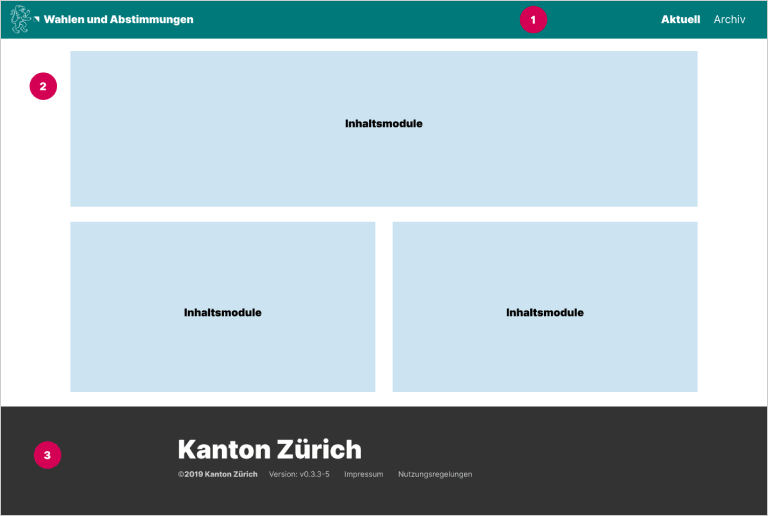 Wahlen und Abstimmungen 1 Aktuell Archiv
2
Inhaltsmodule
Inhaltsmodule Inhaltsmodule
3
Kanton Zürich
©2019 Kanton Zürich Version: v0.3.3-5 Impressum Nutzungsregelungen